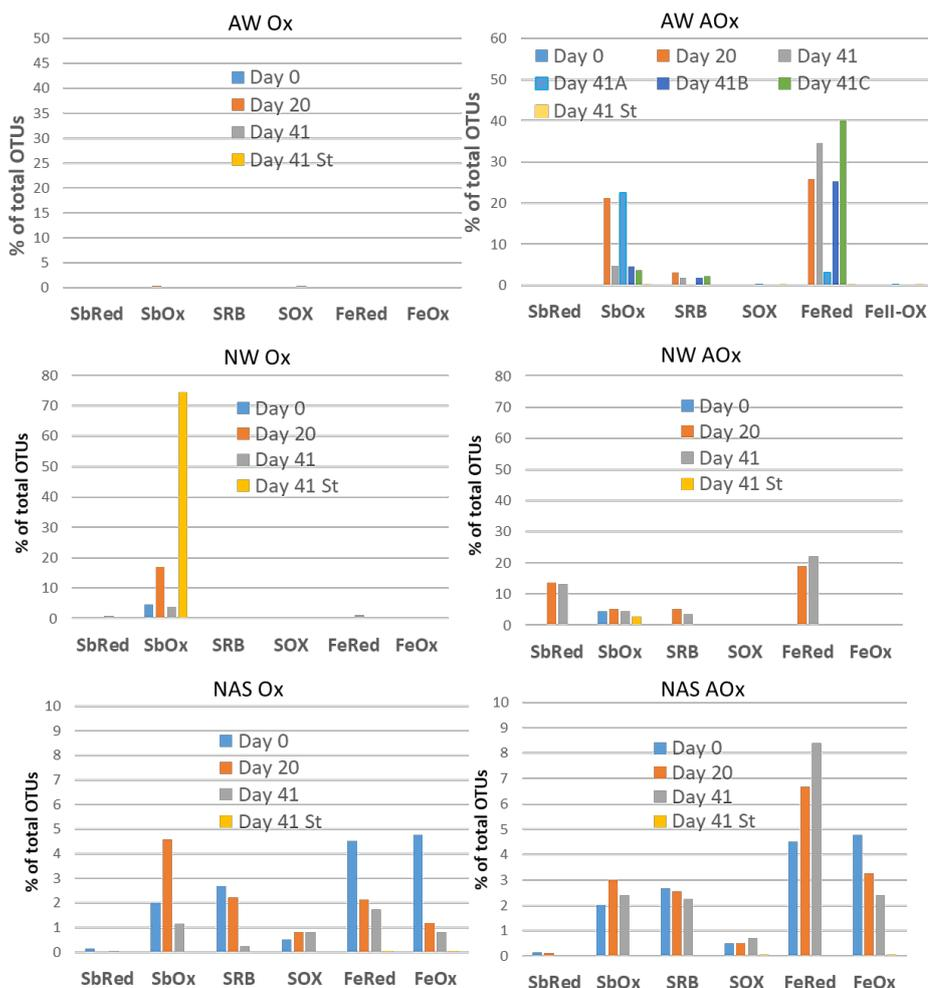 AW Ox
% of total OTUs
50
45
40
35
30
25
20
15
10
5
0
Day 0
Day 20
Day 41
Day 41 St
SbRed SbOx SRB SOX FeRed FeOx
AW AOx
% of total OTUs
60
50
40
30
20
10
0
Day 0 Day 20 Day 41
Day 41A Day 41B Day 41C
Day 41 St
SbRed SbOx SRB SOX FeRed FeII-OX
NW Ox
% of total OTUs
80
70
60
50
40
30
20
10
0
Day 0
Day 20
Day 41
Day 41 St
SbRed SbOx SRB SOX FeRed FeOx
NW AOx
% of total OTUs
80
70
60
50
40
30
20
10
0
Day 0
Day 20
Day 41
Day 41 St
SbRed SbOx SRB SOX FeRed FeOx
NAS Ox
% of total OTUs
10
9
8
7
6
5
4
3
2
1
0
Day 0
Day 20
Day 41
Day 41 St
SbRed SbOx SRB SOX FeRed FeOx
NAS AOx
% of total OTUs
10
9
8
7
6
5
4
3
2
1
0
Day 0
Day 20
Day 41
Day 41 St
SbRed SbOx SRB SOX FeRed FeOx